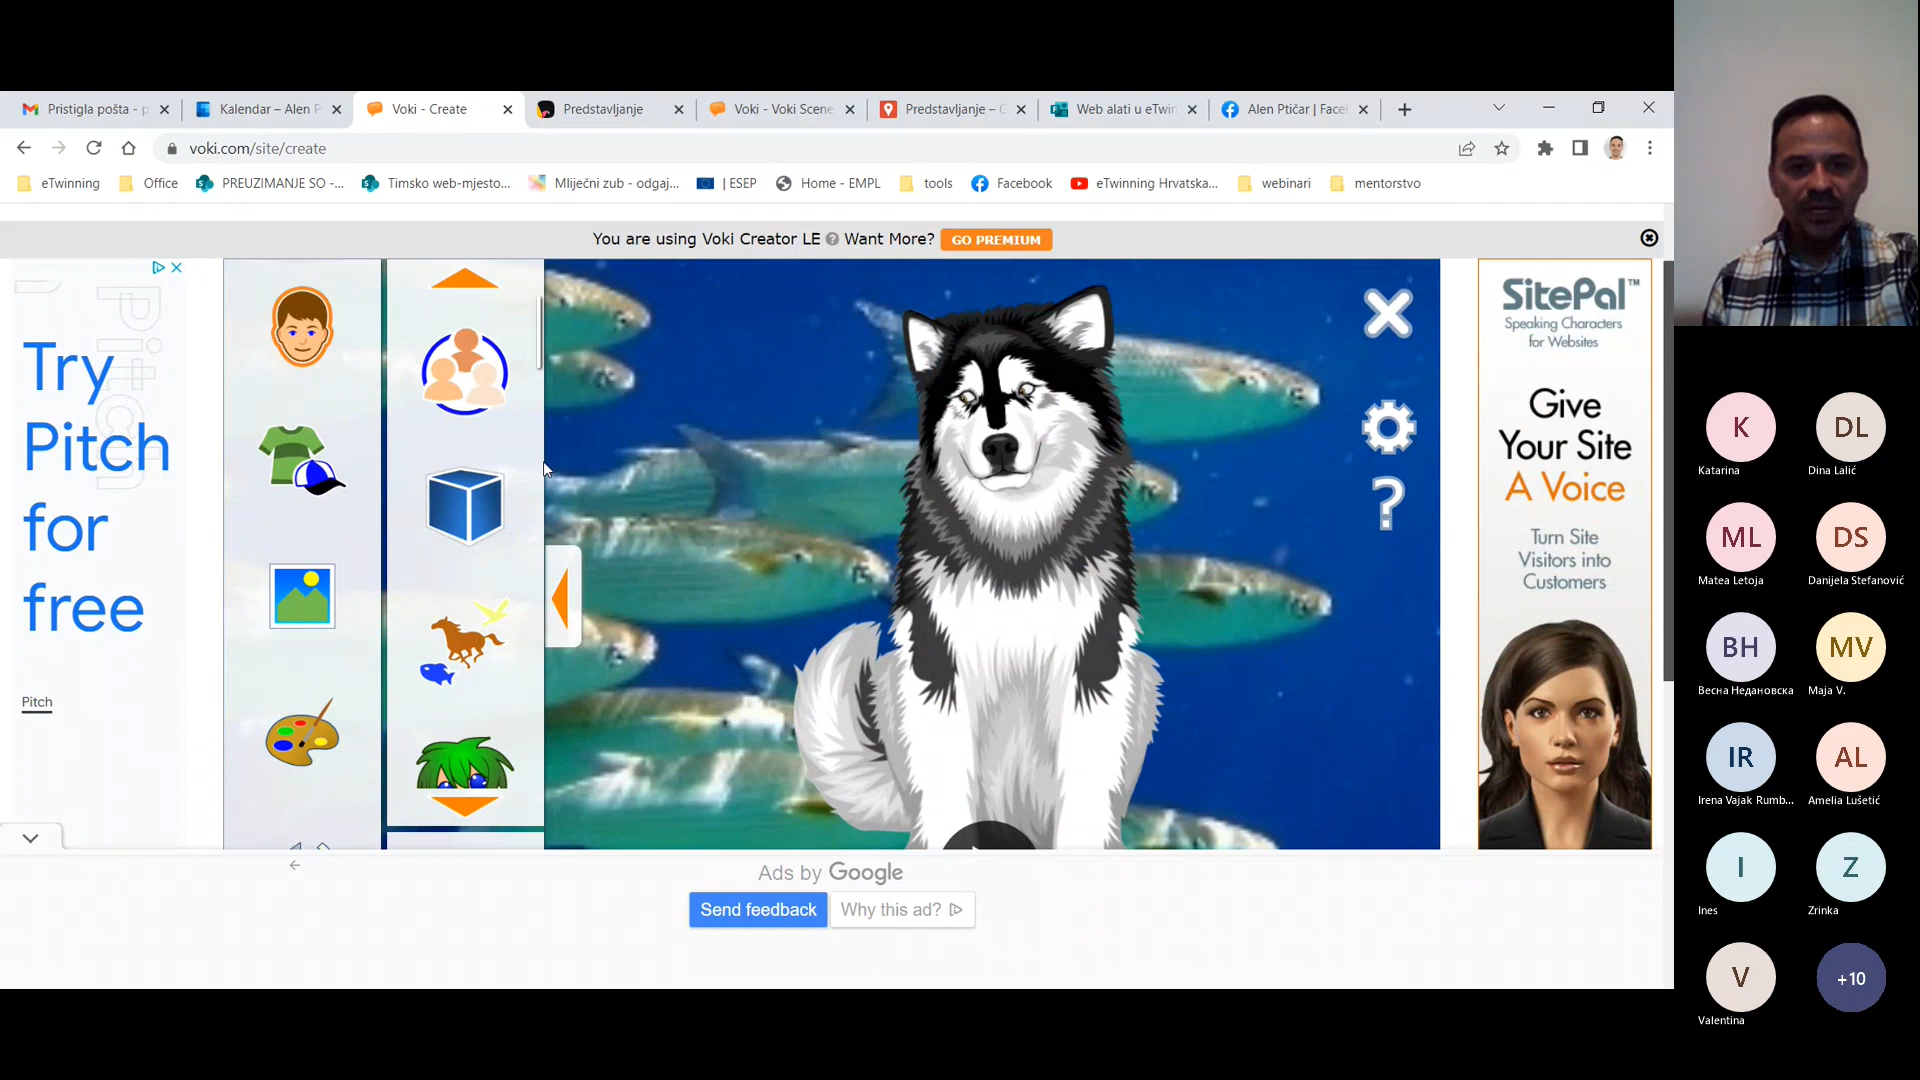 Pristigla pošta - p
Kalendar – Alen P
Voki - Create
Predstavljanje
Voki - Voki Scene
Predstavljanje – G
Web alati u eTwin
Alen Ptičar | Face
voki.com/site/create
eTwinning
Office
PREUZIMANJE SO -...
Timsko web-mjesto...
Mliječni zub - odgaj...
| ESEP
Home - EMPL
tools
Facebook
eTwinning Hrvatska...
webinari
mentorstvo
You are using Voki Creator LE ? Want More? GO PREMIUM
Pitch
Try
Pitch
for
free
Pitch
?
SitePal™
Speaking Characters
for Websites
Give
Your Site
A Voice
Turn Site
Visitors into
Customers
Ads by Google
Send feedback
Why this ad?
K
Katarina
DL
Dina Lalić
ML
Matea Letoja
DS
Danijela Stefanović
BH
Весна Недановска
MV
Maja V.
IR
Irena Vajak Rumb...
AL
Amelia Lušetić
I
Ines
Z
Zrinka
V
Valentina
+10